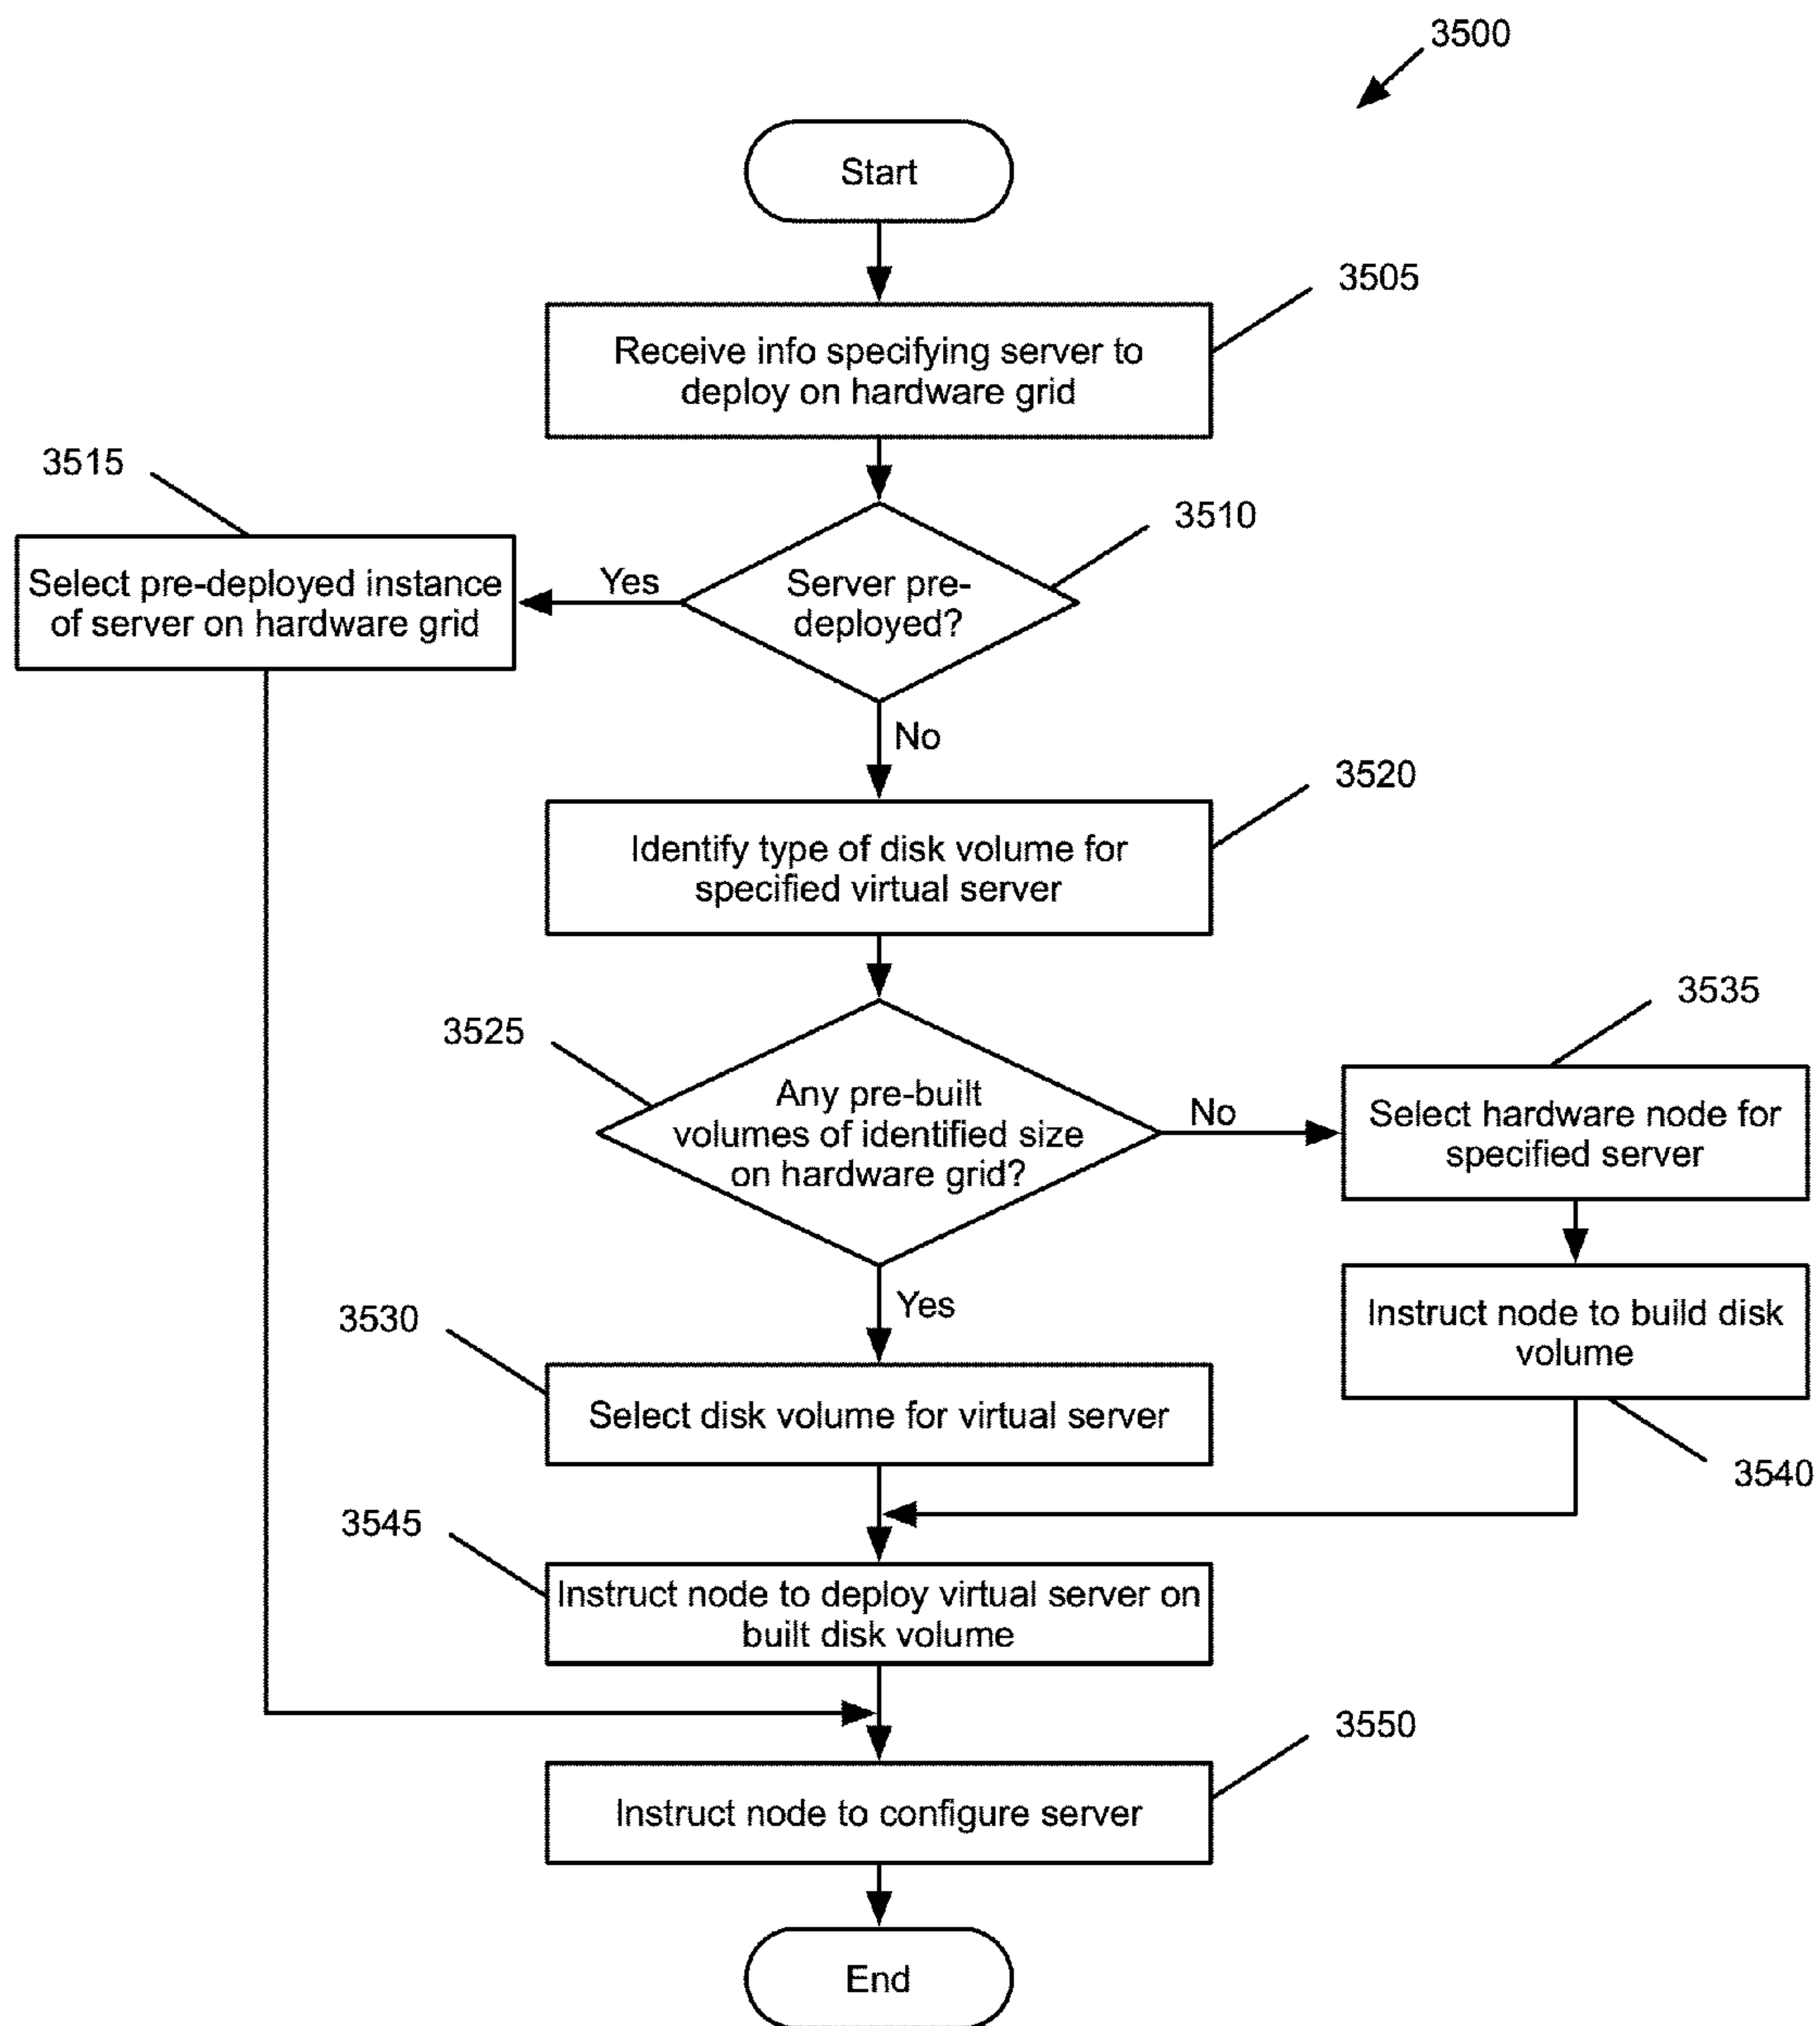 3500
Start
3505
Receive info specifying server to
deploy on hardware grid
3515
3510
Select pre-deployed instance
of server on hardware grid
Yes
Server pre-
deployed?
No
3520
Identify type of disk volume for
specified virtual server
3525
3535
Any pre-built
volumes of identified size
on hardware grid?
No
Select hardware node for
specified server
Yes
3530
Instruct node to build disk
volume
Select disk volume for virtual server
3540
3545
Instruct node to deploy virtual server on
built disk volume
3550
Instruct node to configure server
End